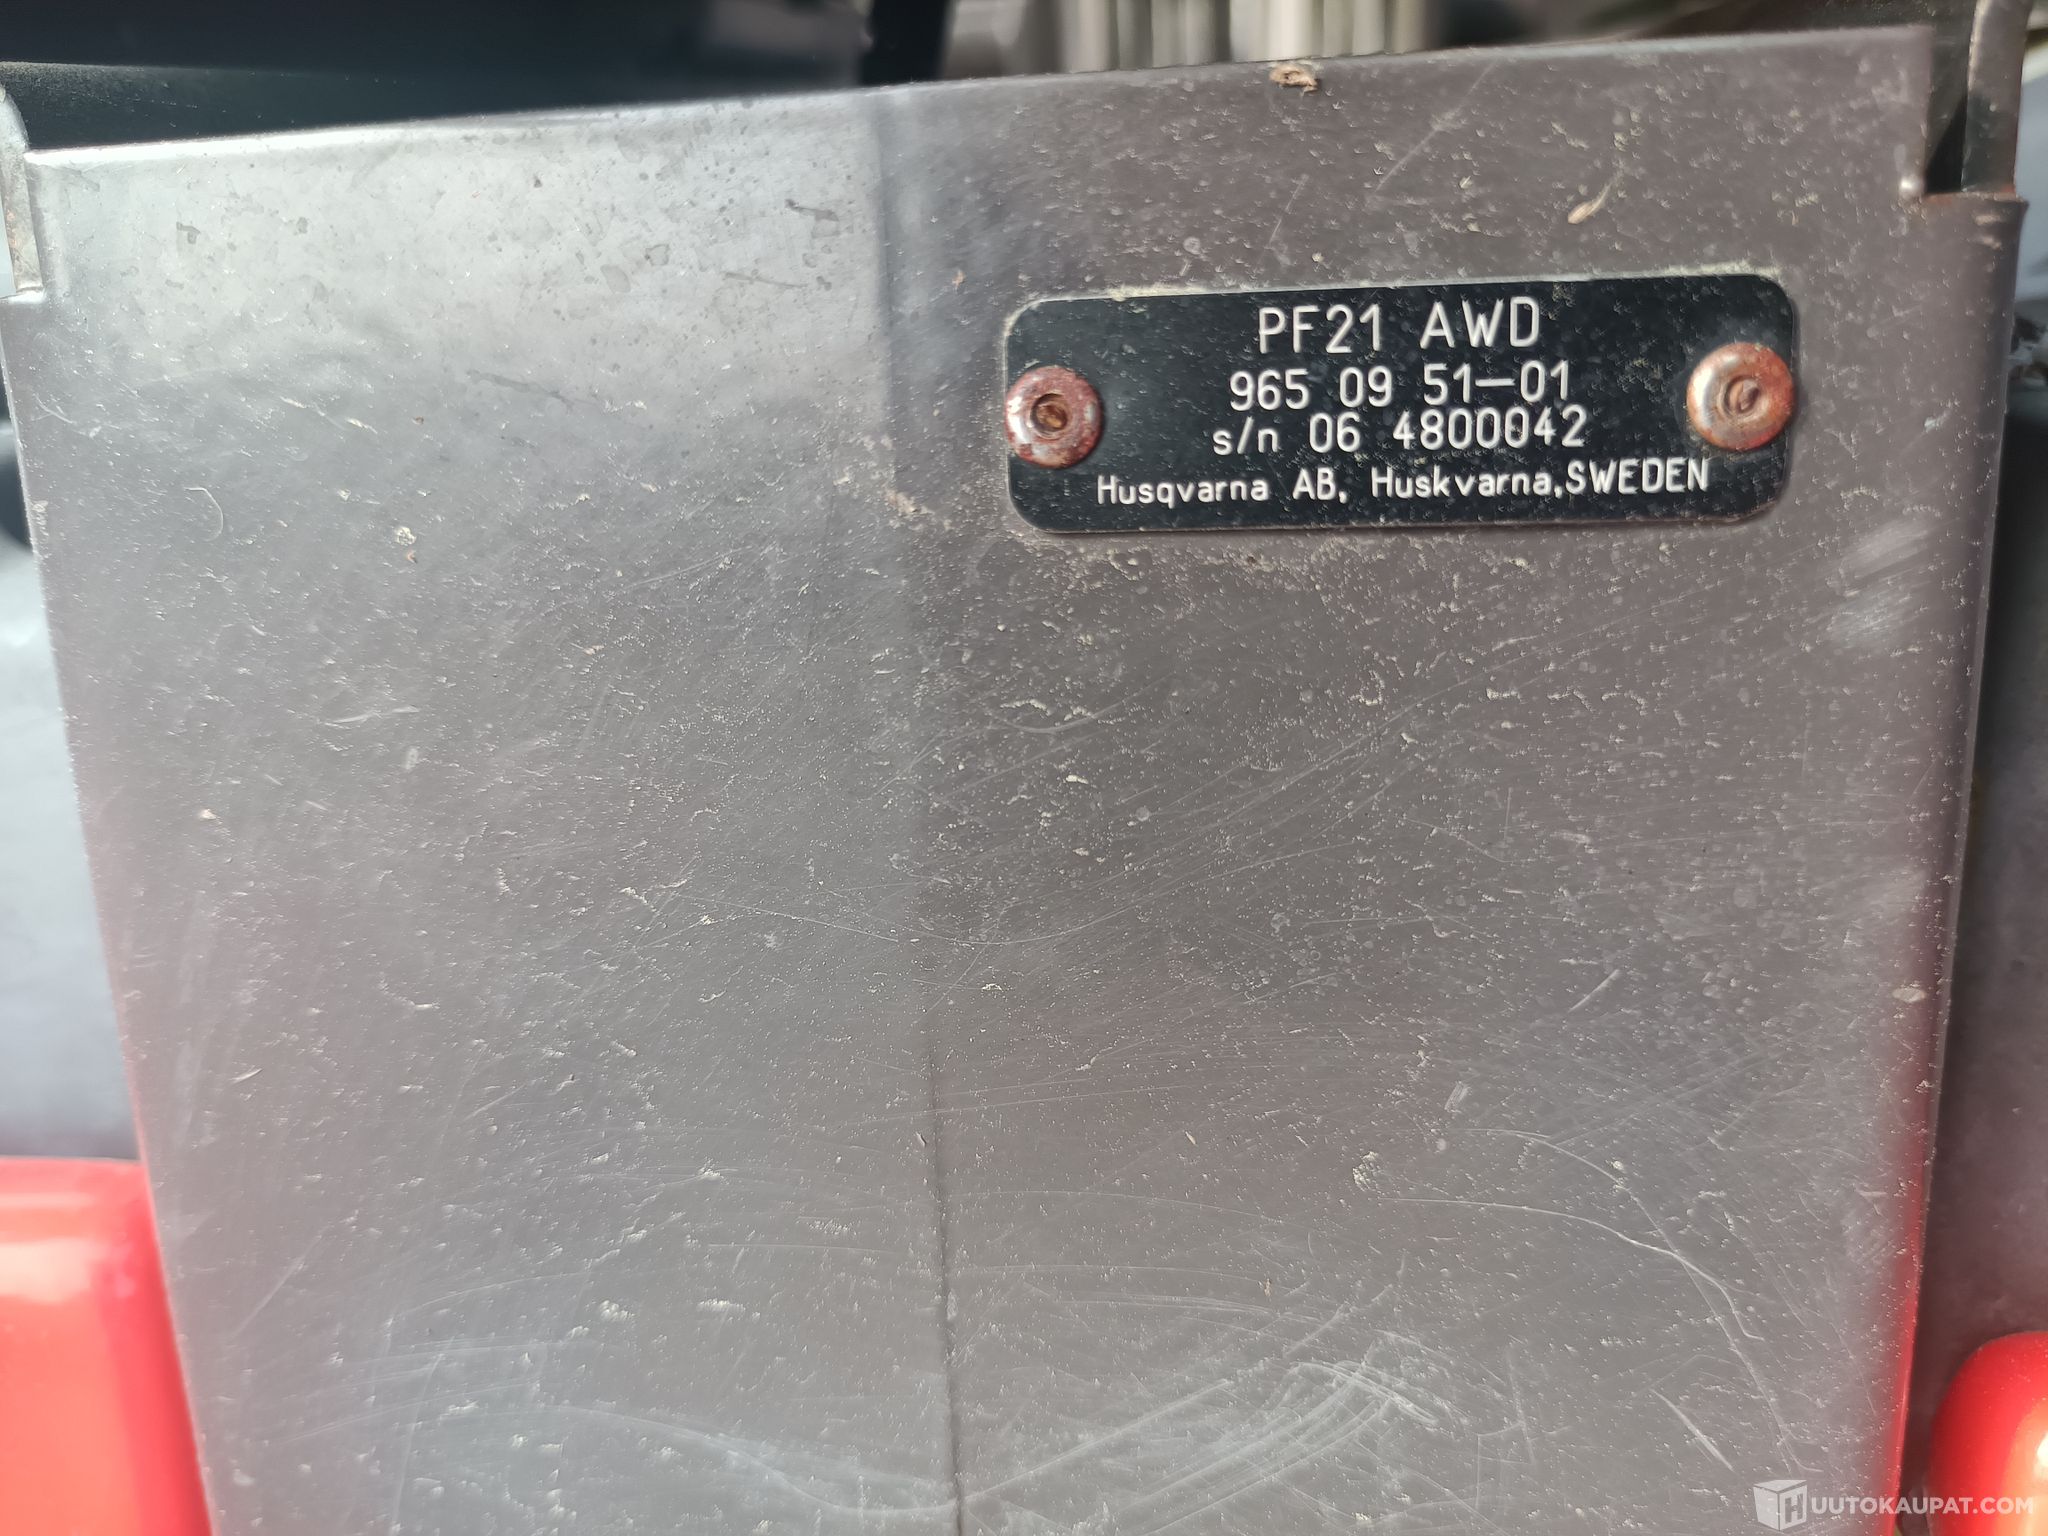 PF21 AWD
965 09 51-01
s/n 06 4800042
Husqvarna AB, Huskvarna,SWEDEN
HUUTOKAUPAT.COM